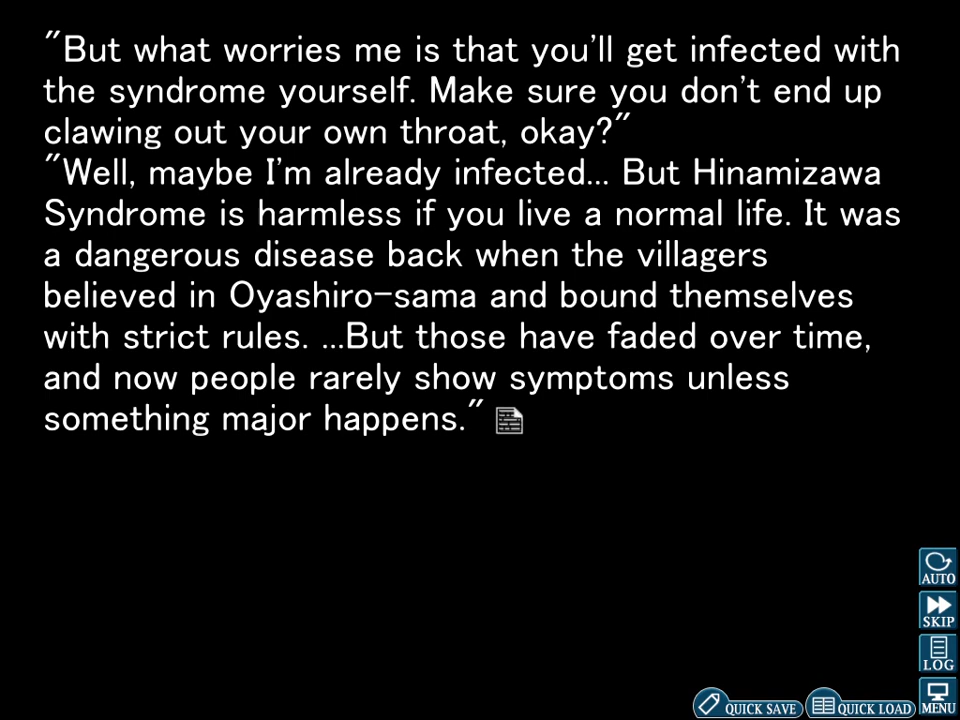 "But what worries me is that you'll get infected with
the syndrome yourself. Make sure you don't end up
clawing out your own throat, okay?"
"Well, maybe I'm already infected... But Hinamizawa
Syndrome is harmless if you live a normal life. It was
a dangerous disease back when the villagers
believed in Oyashiro-sama and bound themselves
with strict rules. ...But those have faded over time,
and now people rarely show symptoms unless
something major happens."
AUTO
SKIP
LOG
QUICK SAVE
QUICK LOAD
MENU